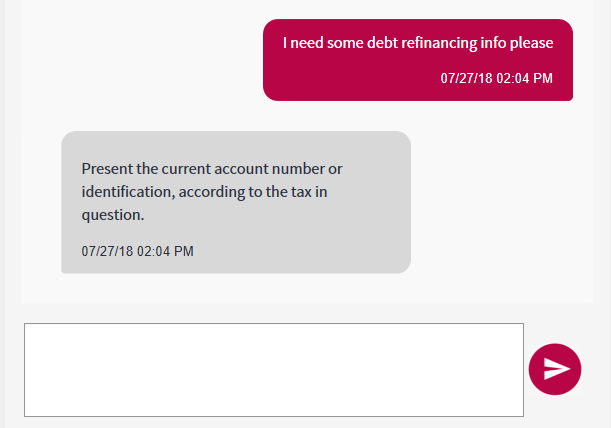 I need some debt refinancing info please
07/27/18 02:04 PM
Present the current account number or
identification, according to the tax in
question.
07/27/18 02:04 PM